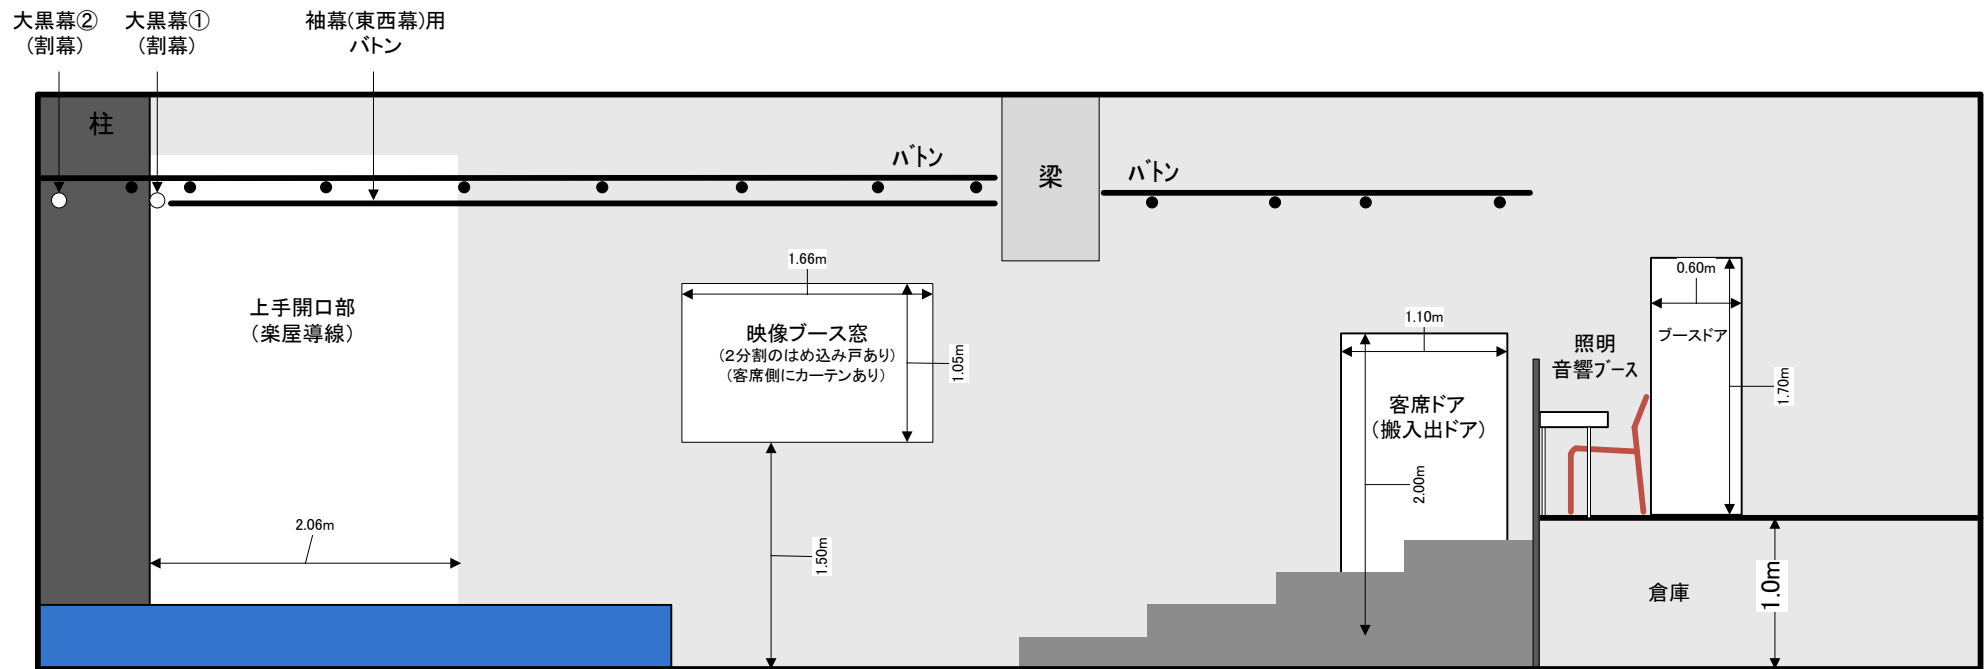 大黒幕②
(割幕)
大黒幕①
(割幕)
袖幕(東西幕)用
バトン
柱
バトン
梁
バトン
1.66m
0.60m
上手開口部
(楽屋導線)
映像ブース窓
(2分割のはめ込み戸あり)
(客席側にカーテンあり)
1.05m
1.10m
照明
音響ブース
ブースドア
1.70m
客席ドア
(搬入出ドア)
2.00m
2.06m
1.50m
倉庫
1.0m